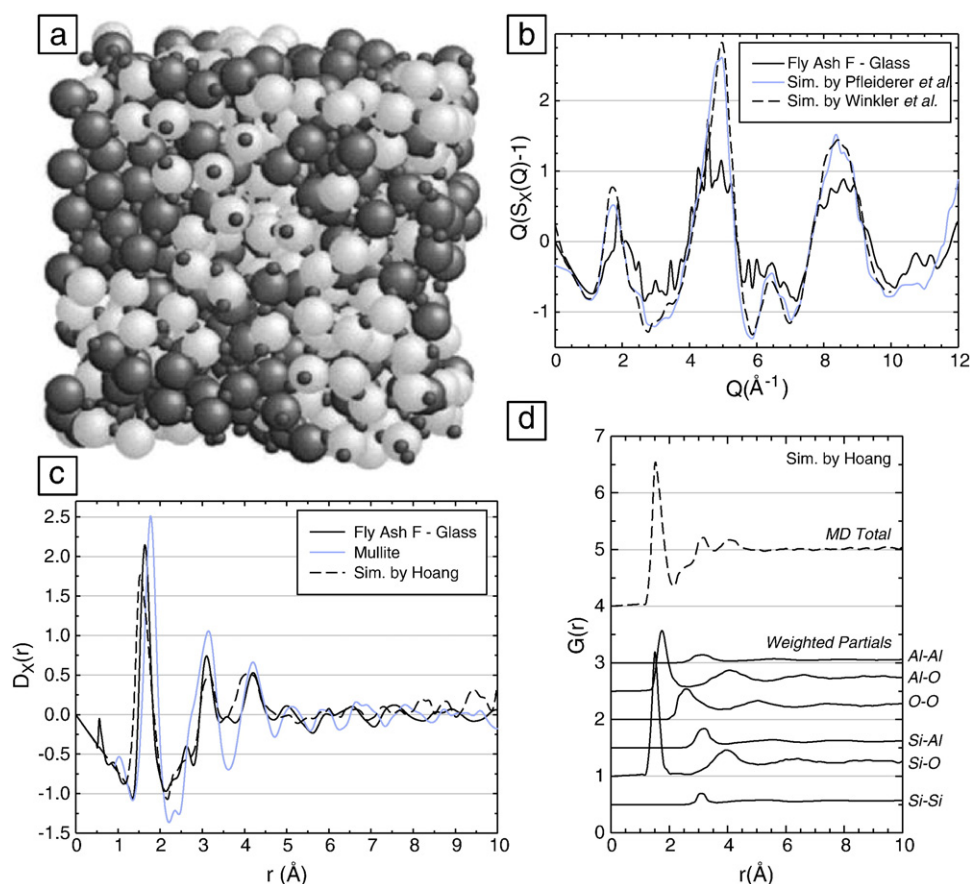 a
b
Q(S_X(Q)-1)
2
1
0
-1
Fly Ash F - Glass
Sim. by Pfleiderer et al
Sim. by Winkler et al.
0 2 4 6 8 10 12
Q(Å⁻¹)
c
D_X(r)
2.5
2.0
1.5
1.0
0.5
0.0
-0.5
-1.0
-1.5
Fly Ash F - Glass
Mullite
Sim. by Hoang
0 1 2 3 4 5 6 7 8 9 10
r (Å)
d
G(r)
7
6
5
4
3
2
1
0
Sim. by Hoang
MD Total
Weighted Partials
Al-Al
Al-O
O-O
Si-Al
Si-O
Si-Si
0 2 4 6 8 10
r(Å)